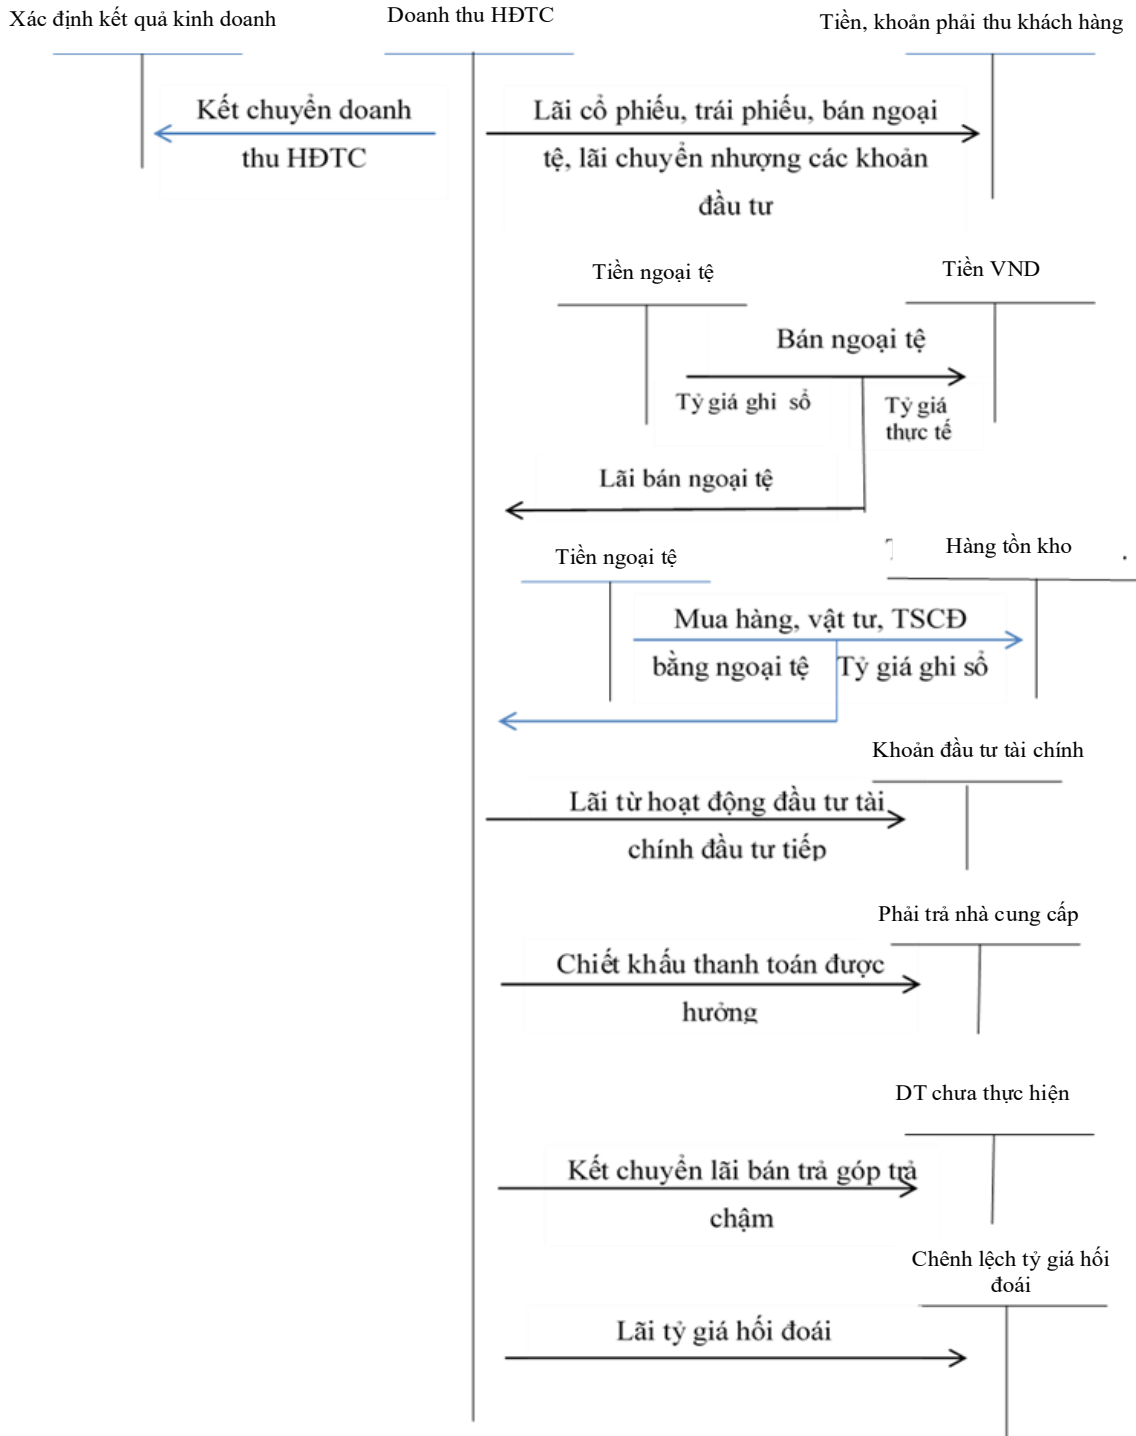 Xác định kết quả kinh doanh
Doanh thu HĐTC
Tiền, khoản phải thu khách hàng
Kết chuyển doanh
thu HĐTC
Lãi cổ phiếu, trái phiếu, bán ngoại
tệ, lãi chuyển nhượng các khoản
đầu tư
Tiền ngoại tệ
Tiền VND
Bán ngoại tệ
Tỷ giá ghi sổ
Tỷ giá
thực tế
Lãi bán ngoại tệ
Tiền ngoại tệ
Hàng tồn kho
Mua hàng, vật tư, TSCĐ
bằng ngoại tệ
Tỷ giá ghi sổ
Khoản đầu tư tài chính
Lãi từ hoạt động đầu tư tài
chính đầu tư tiếp
Phải trả nhà cung cấp
Chiết khấu thanh toán được
hưởng
DT chưa thực hiện
Kết chuyển lãi bán trả góp trả
chậm
Chênh lệch tỷ giá hối
đoái
Lãi tỷ giá hối đoái